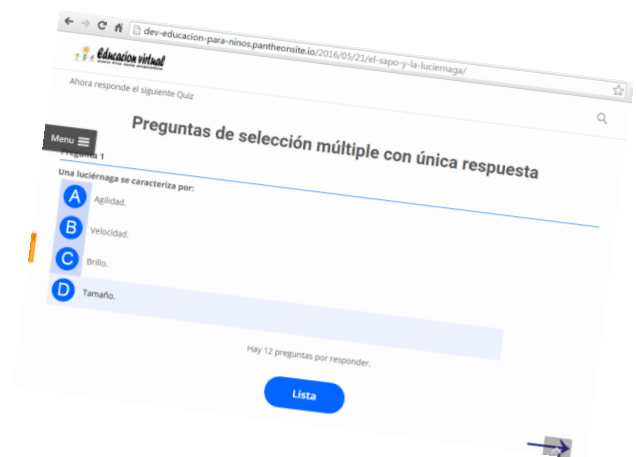 dev-educacion-para-ninos.pantheonsite.io/2016/05/21/el-sapo-y-la-luciernaga/
Educacion virtual
Ahora responde el siguiente Quiz
Preguntas de selección múltiple con única respuesta
Menu
Pregunta 1
Una luciérnaga se caracteriza por:
A Agilidad.
B Velocidad.
C Brillo.
D Tamaño.
Hay 12 preguntas por responder.
Lista